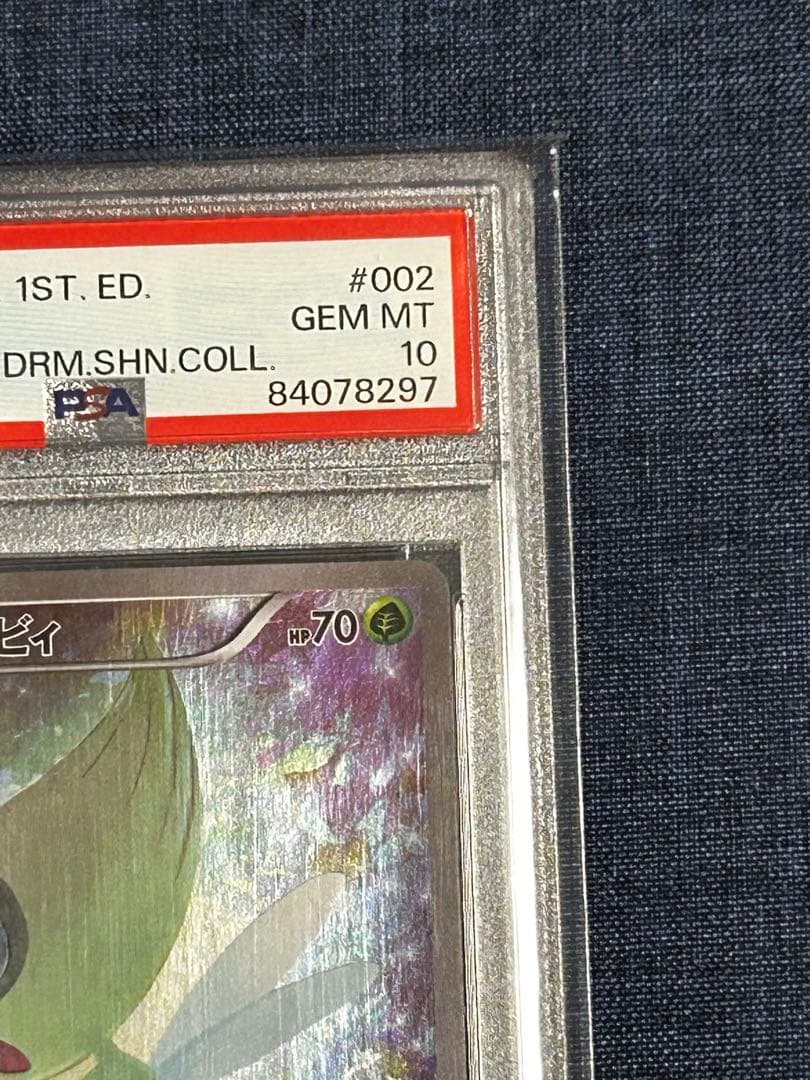 1ST. ED. #002
GEM MT
DRM.SHN.COLL. 10
PSA 84078297
ビィ HP70